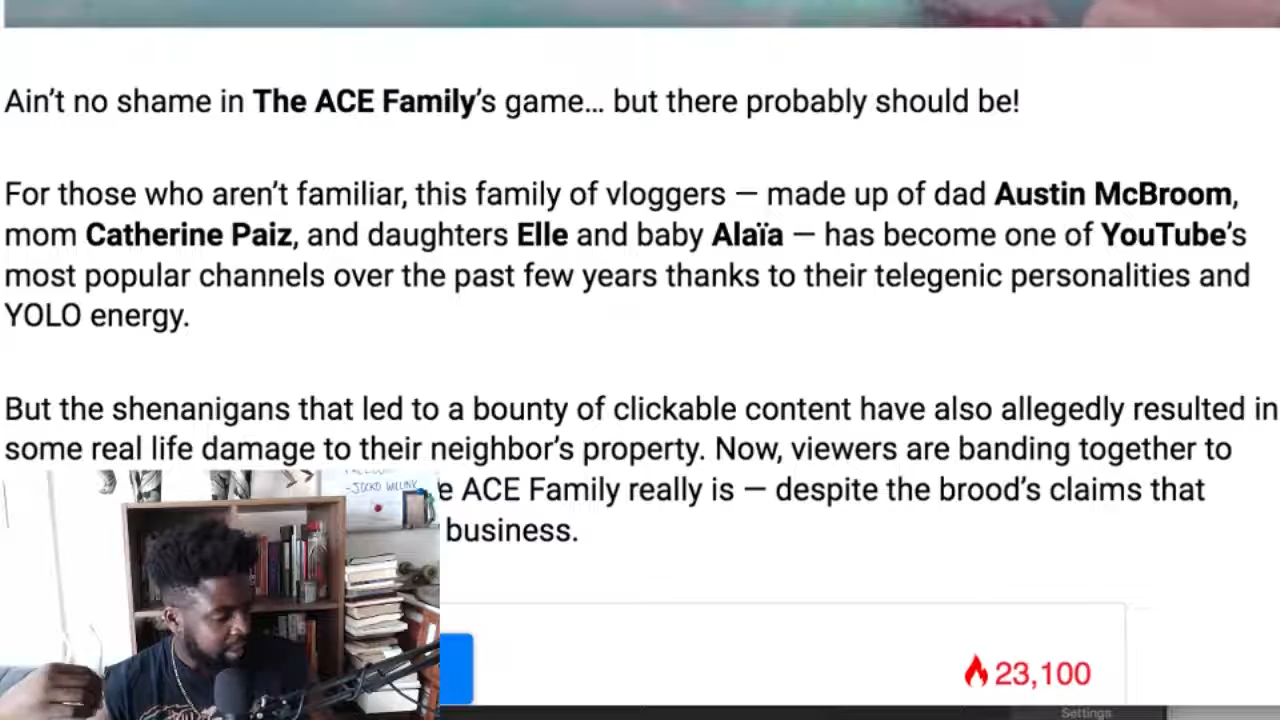 Ain't no shame in The ACE Family's game… but there probably should be!
For those who aren't familiar, this family of vloggers — made up of dad Austin McBroom,
mom Catherine Paiz, and daughters Elle and baby Alaïa — has become one of YouTube's
most popular channels over the past few years thanks to their telegenic personalities and
YOLO energy.
But the shenanigans that led to a bounty of clickable content have also allegedly resulted in
some real life damage to their neighbor's property. Now, viewers are banding together to
e ACE Family really is — despite the brood's claims that
business.
-JOCKO WILLINK
23,100
Settings